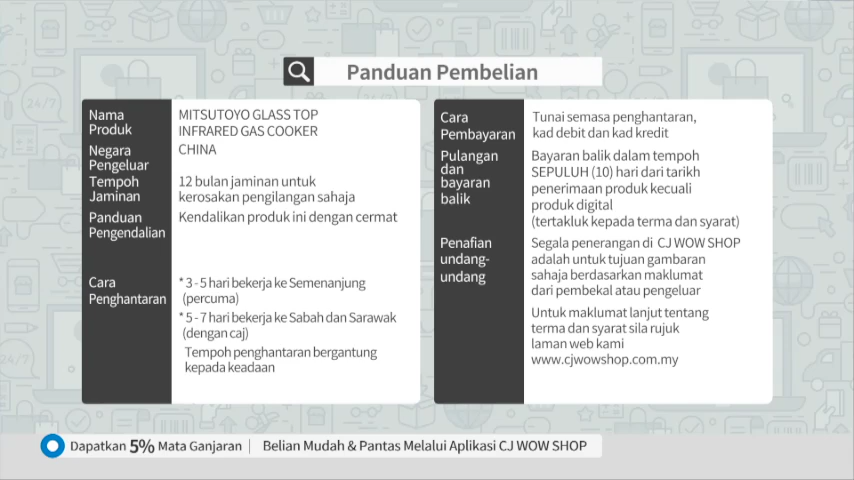 Panduan Pembelian
Nama
Produk
MITSUTOYO GLASS TOP
INFRARED GAS COOKER
Negara
Pengeluar
CHINA
Tempoh
Jaminan
12 bulan jaminan untuk
kerosakan pengilangan sahaja
Panduan
Pengendalian
Kendalikan produk ini dengan cermat
Cara
Penghantaran
* 3 - 5 hari bekerja ke Semenanjung
(percuma)
* 5 - 7 hari bekerja ke Sabah dan Sarawak
(dengan caj)
Tempoh penghantaran bergantung
kepada keadaan
Cara
Pembayaran
Tunai semasa penghantaran,
kad debit dan kad kredit
Pulangan
dan
bayaran
balik
Bayaran balik dalam tempoh
SEPULUH (10) hari dari tarikh
penerimaan produk kecuali
produk digital
(tertakluk kepada terma dan syarat)
Penafian
undang-
undang
Segala penerangan di CJ WOW SHOP
adalah untuk tujuan gambaran
sahaja berdasarkan maklumat
dari pembekal atau pengeluar
Untuk maklumat lanjut tentang
terma dan syarat sila rujuk
laman web kami
www.cjwowshop.com.my
24/7
24/7
Dapatkan 5% Mata Ganjaran | Belian Mudah & Pantas Melalui Aplikasi CJ WOW SHOP